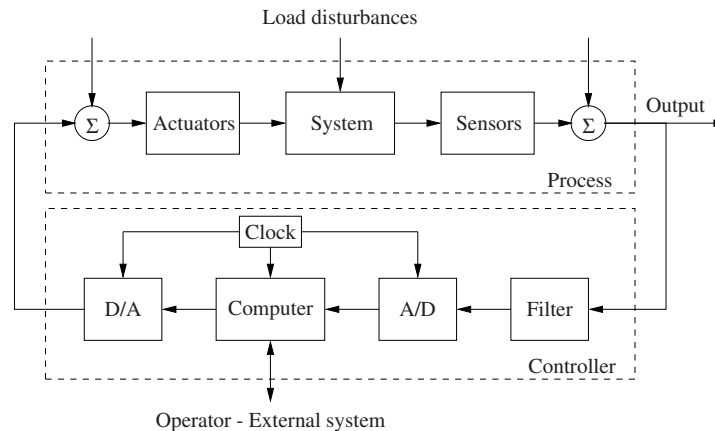 Load disturbances
Output
Σ
Actuators
System
Sensors
Σ
Process
Clock
D/A
Computer
A/D
Filter
Controller
Operator - External system